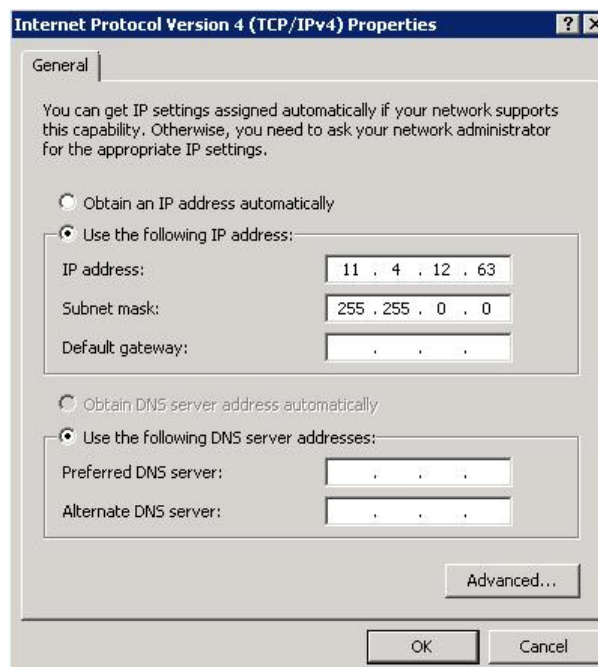 Internet Protocol Version 4 (TCP/IPv4) Properties
General
You can get IP settings assigned automatically if your network supports
this capability. Otherwise, you need to ask your network administrator
for the appropriate IP settings.
Obtain an IP address automatically
Use the following IP address:
IP address: 11 . 4 . 12 . 63
Subnet mask: 255 . 255 . 0 . 0
Default gateway: . . .
Obtain DNS server address automatically
Use the following DNS server addresses:
Preferred DNS server: . . .
Alternate DNS server: . . .
Advanced...
OK Cancel